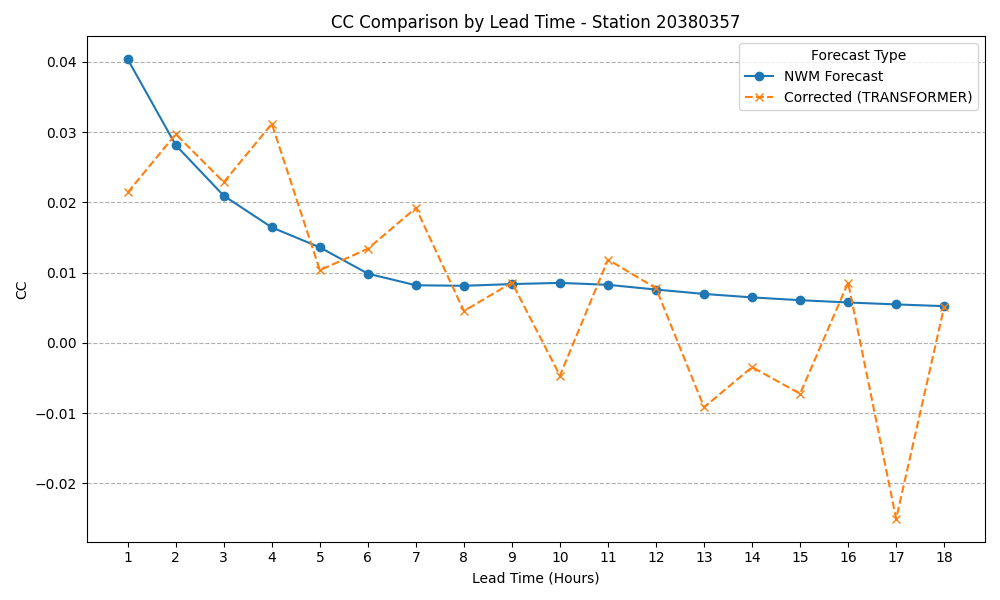 CC Comparison by Lead Time - Station 20380357
Forecast Type
NWM Forecast
Corrected (TRANSFORMER)
CC
0.04
0.03
0.02
0.01
0.00
−0.01
−0.02
1 2 3 4 5 6 7 8 9 10 11 12 13 14 15 16 17 18
Lead Time (Hours)